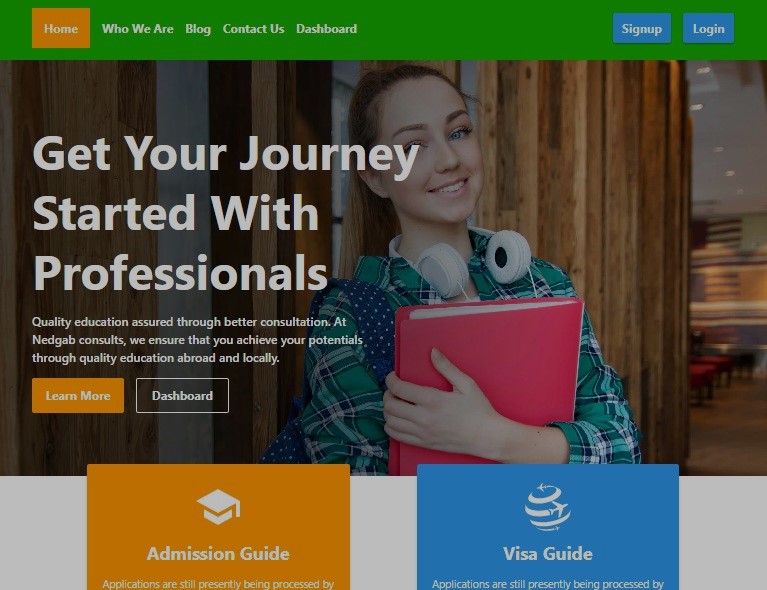 Home Who We Are Blog Contact Us Dashboard Signup Login
Get Your Journey
Started With
Professionals
Quality education assured through better consultation. At
Nedgab consults, we ensure that you achieve your potentials
through quality education abroad and locally.
Learn More Dashboard
Admission Guide Visa Guide
Applications are still presently being processed by Applications are still presently being processed by